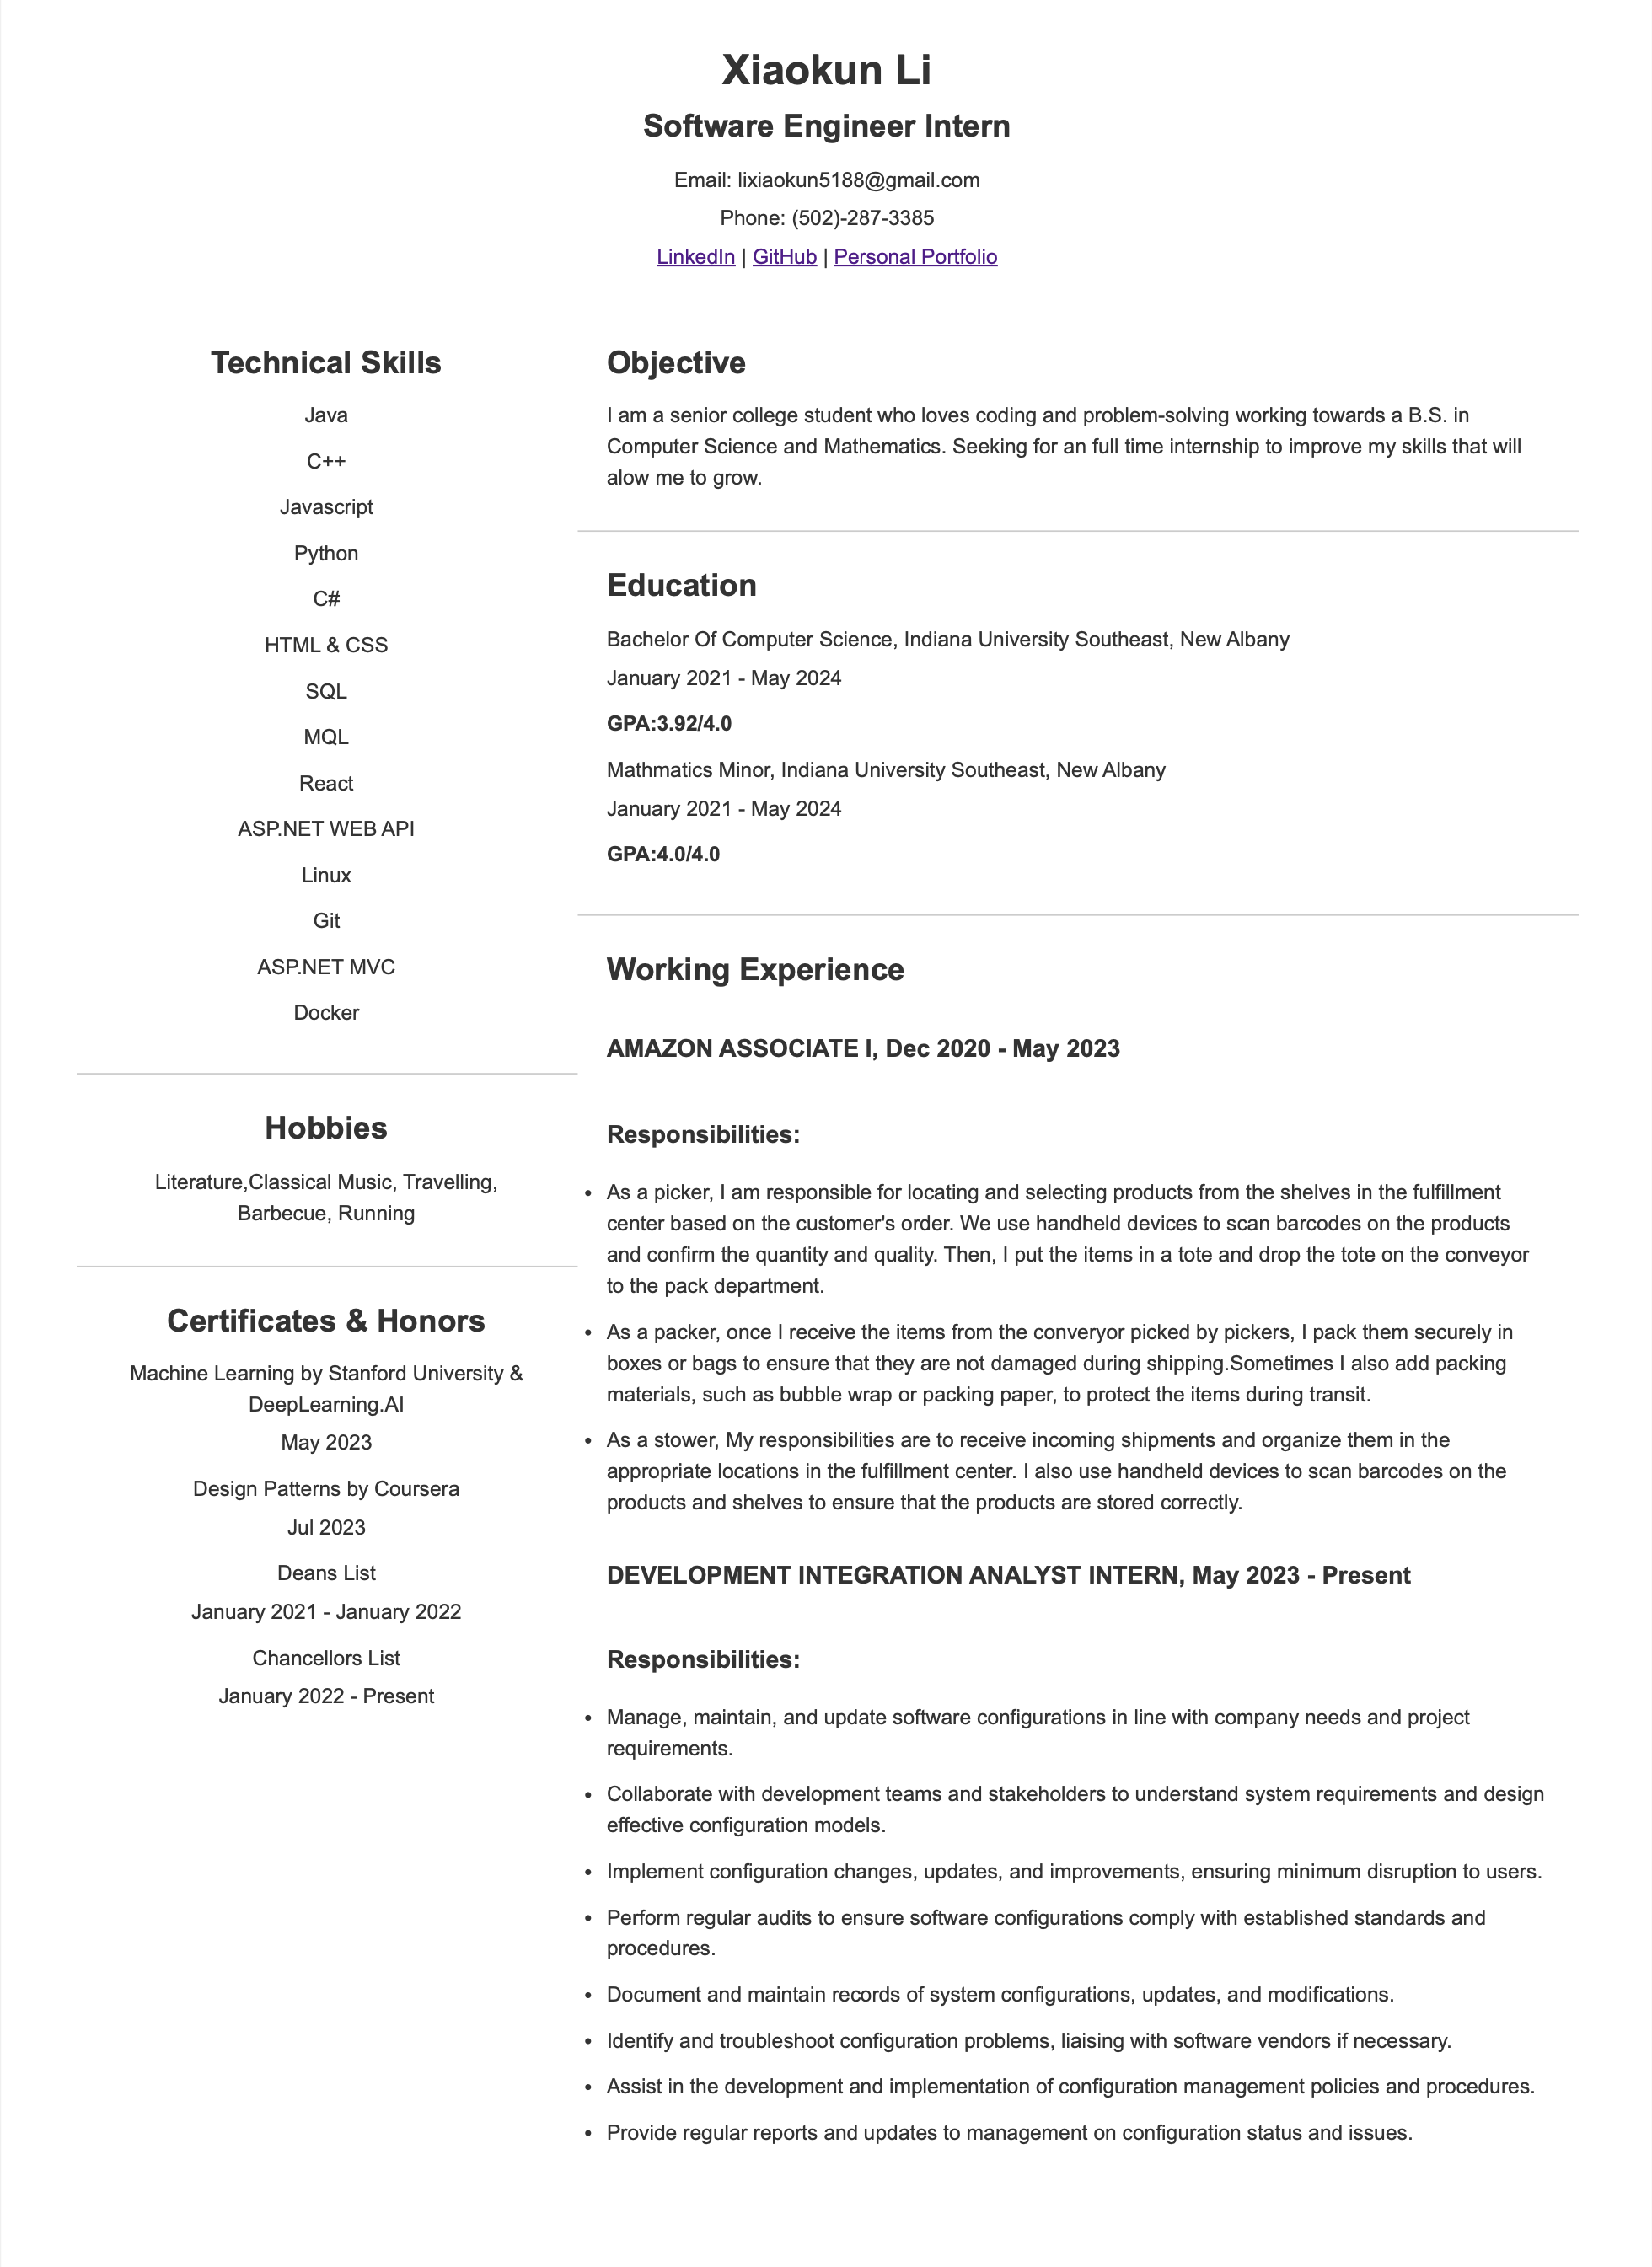 Xiaokun Li
Software Engineer Intern
Email: lixiaokun5188@gmail.com
Phone: (502)-287-3385
LinkedIn | GitHub | Personal Portfolio
Technical Skills
Java
C++
Javascript
Python
C#
HTML & CSS
SQL
MQL
React
ASP.NET WEB API
Linux
Git
ASP.NET MVC
Docker
Hobbies
Literature,Classical Music, Travelling,
Barbecue, Running
Certificates & Honors
Machine Learning by Stanford University &
DeepLearning.AI
May 2023
Design Patterns by Coursera
Jul 2023
Deans List
January 2021 - January 2022
Chancellors List
January 2022 - Present
Objective
I am a senior college student who loves coding and problem-solving working towards a B.S. in
Computer Science and Mathematics. Seeking for an full time internship to improve my skills that will
alow me to grow.
Education
Bachelor Of Computer Science, Indiana University Southeast, New Albany
January 2021 - May 2024
GPA:3.92/4.0
Mathmatics Minor, Indiana University Southeast, New Albany
January 2021 - May 2024
GPA:4.0/4.0
Working Experience
AMAZON ASSOCIATE I, Dec 2020 - May 2023
Responsibilities:
• As a picker, I am responsible for locating and selecting products from the shelves in the fulfillment
center based on the customer's order. We use handheld devices to scan barcodes on the products
and confirm the quantity and quality. Then, I put the items in a tote and drop the tote on the conveyor
to the pack department.
• As a packer, once I receive the items from the converyor picked by pickers, I pack them securely in
boxes or bags to ensure that they are not damaged during shipping.Sometimes I also add packing
materials, such as bubble wrap or packing paper, to protect the items during transit.
• As a stower, My responsibilities are to receive incoming shipments and organize them in the
appropriate locations in the fulfillment center. I also use handheld devices to scan barcodes on the
products and shelves to ensure that the products are stored correctly.
DEVELOPMENT INTEGRATION ANALYST INTERN, May 2023 - Present
Responsibilities:
• Manage, maintain, and update software configurations in line with company needs and project
requirements.
• Collaborate with development teams and stakeholders to understand system requirements and design
effective configuration models.
• Implement configuration changes, updates, and improvements, ensuring minimum disruption to users.
• Perform regular audits to ensure software configurations comply with established standards and
procedures.
• Document and maintain records of system configurations, updates, and modifications.
• Identify and troubleshoot configuration problems, liaising with software vendors if necessary.
• Assist in the development and implementation of configuration management policies and procedures.
• Provide regular reports and updates to management on configuration status and issues.